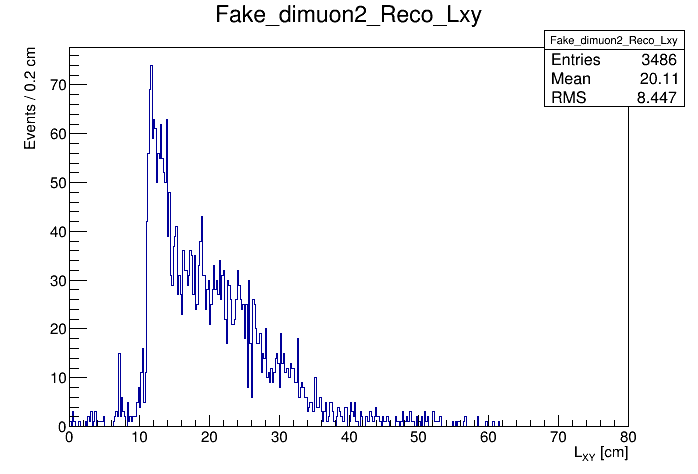 Fake_dimuon2_Reco_Lxy
Fake_dimuon2_Reco_Lxy
Entries 3486
Mean 20.11
RMS 8.447
Events / 0.2 cm
70
60
50
40
30
20
10
0
0 10 20 30 40 50 60 70 80
L_XY [cm]